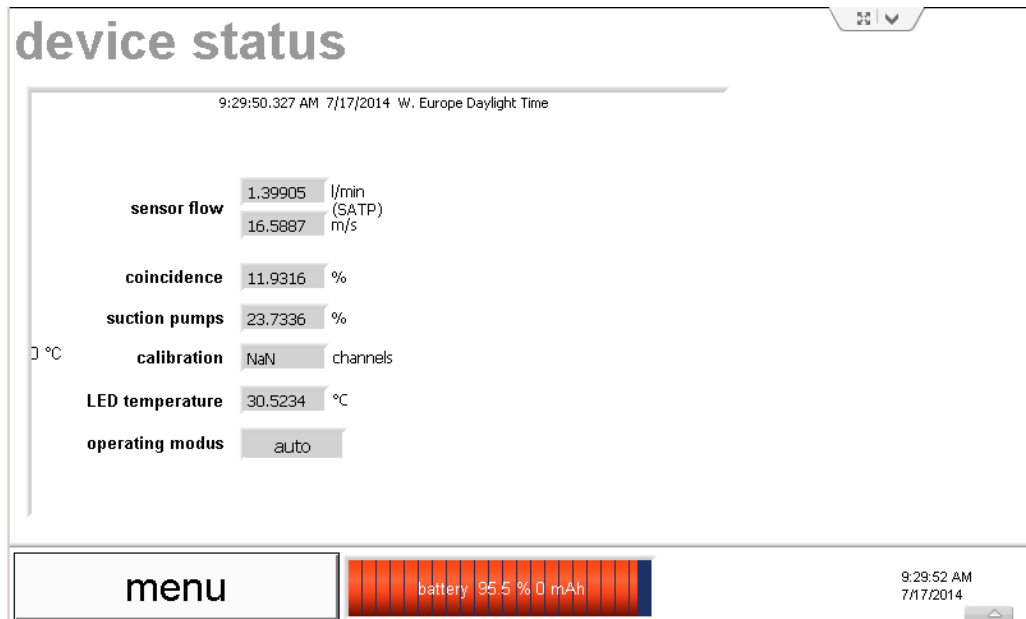 device status
9:29:50.327 AM 7/17/2014 W. Europe Daylight Time
sensor flow 1.39905 l/min
(SATP)
16.5887 m/s
coincidence 11.9316 %
suction pumps 23.7336 %
°C calibration NaN channels
LED temperature 30.5234 °C
operating modus auto
menu battery 95.5 % 0 mAh
9:29:52 AM
7/17/2014